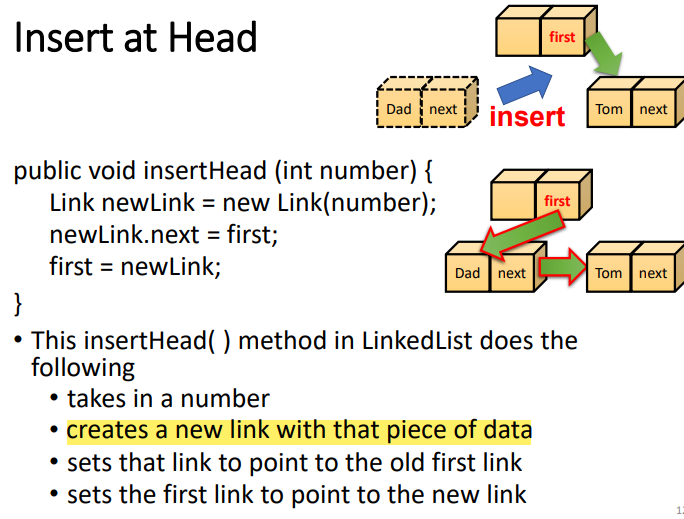 Insert at Head
first
Dad next
insert
Tom next
public void insertHead (int number) {
Link newLink = new Link(number);
newLink.next = first;
first = newLink;
}
first
Dad next
Tom next
• This insertHead( ) method in LinkedList does the
following
• takes in a number
• creates a new link with that piece of data
• sets that link to point to the old first link
• sets the first link to point to the new link